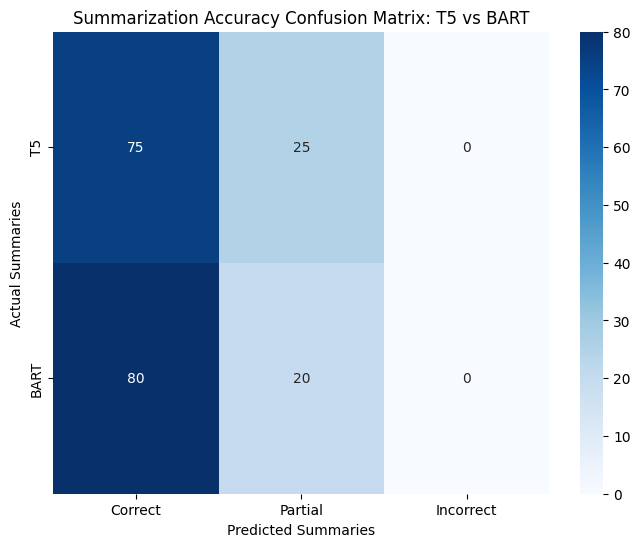 Summarization Accuracy Confusion Matrix: T5 vs BART
80
70
60
50
40
30
20
10
0
Actual Summaries
T5
75
25
0
BART
80
20
0
Correct
Partial
Incorrect
Predicted Summaries